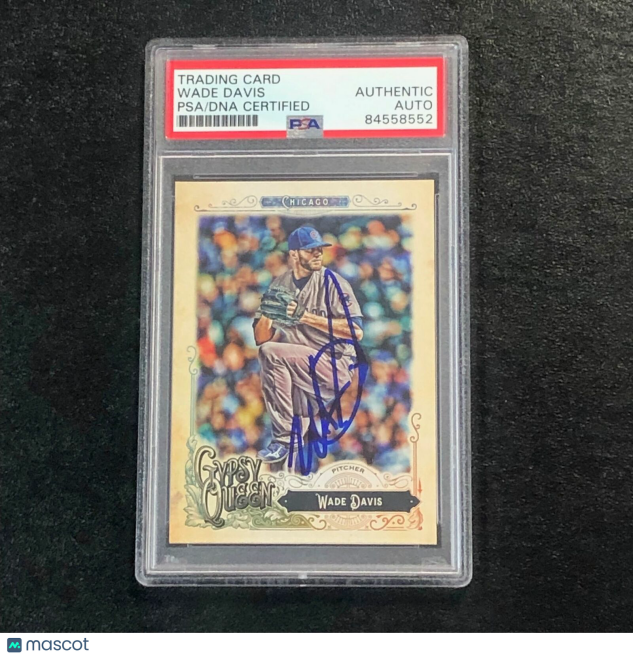 TRADING CARD
WADE DAVIS
PSA/DNA CERTIFIED
AUTHENTIC
AUTO
84558552
PSA
CHICAGO
PITCHER
GYPSY
QUEEN
WADE DAVIS
mascot